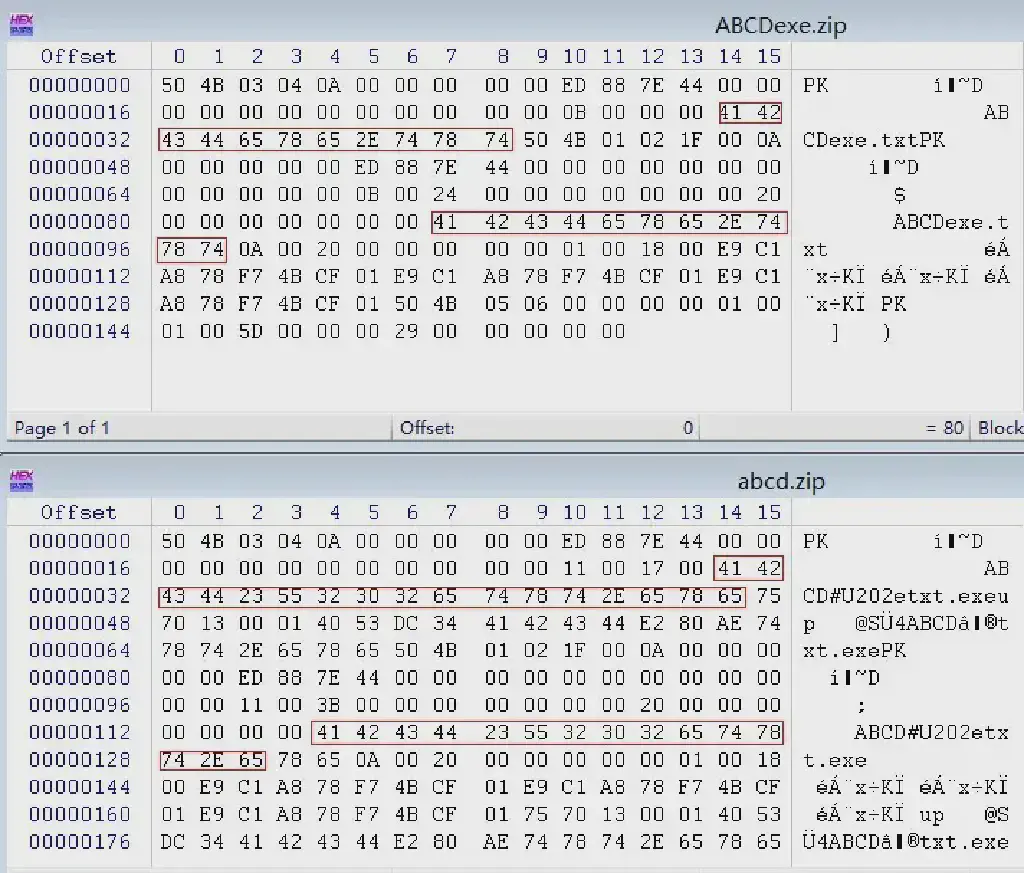 HEX
ABCDexe.zip
Offset 0 1 2 3 4 5 6 7 8 9 10 11 12 13 14 15
00000000 50 4B 03 04 0A 00 00 00 00 00 ED 88 7E 44 00 00 PK í▮~D
00000016 00 00 00 00 00 00 00 00 00 00 0B 00 00 00 41 42 AB
00000032 43 44 65 78 65 2E 74 78 74 50 4B 01 02 1F 00 0A CDexe.txtPK
00000048 00 00 00 00 00 ED 88 7E 44 00 00 00 00 00 00 00 í▮~D
00000064 00 00 00 00 00 0B 00 24 00 00 00 00 00 00 00 20 $
00000080 00 00 00 00 00 00 00 41 42 43 44 65 78 65 2E 74 ABCDexe.t
00000096 78 74 0A 00 20 00 00 00 00 00 01 00 18 00 E9 C1 xt éÁ
00000112 A8 78 F7 4B CF 01 E9 C1 A8 78 F7 4B CF 01 E9 C1 ¨x÷KÏ éÁ¨x÷KÏ éÁ
00000128 A8 78 F7 4B CF 01 50 4B 05 06 00 00 00 00 01 00 ¨x÷KÏ PK
00000144 01 00 5D 00 00 00 29 00 00 00 00 00 ] )
Page 1 of 1 Offset: 0 = 80 Block
HEX
abcd.zip
Offset 0 1 2 3 4 5 6 7 8 9 10 11 12 13 14 15
00000000 50 4B 03 04 0A 00 00 00 00 00 ED 88 7E 44 00 00 PK í▮~D
00000016 00 00 00 00 00 00 00 00 00 00 11 00 17 00 41 42 AB
00000032 43 44 23 55 32 30 32 65 74 78 74 2E 65 78 65 75 CD#U202etxt.exeu
00000048 70 13 00 01 40 53 DC 34 41 42 43 44 E2 80 AE 74 p @SÜ4ABCDâ▮®t
00000064 78 74 2E 65 78 65 50 4B 01 02 1F 00 0A 00 00 00 xt.exePK
00000080 00 00 ED 88 7E 44 00 00 00 00 00 00 00 00 00 00 í▮~D
00000096 00 00 11 00 3B 00 00 00 00 00 00 00 20 00 00 00 ;
00000112 00 00 00 00 41 42 43 44 23 55 32 30 32 65 74 78 ABCD#U202etx
00000128 74 2E 65 78 65 0A 00 20 00 00 00 00 00 01 00 18 t.exe
00000144 00 E9 C1 A8 78 F7 4B CF 01 E9 C1 A8 78 F7 4B CF éÁ¨x÷KÏ éÁ¨x÷KÏ
00000160 01 E9 C1 A8 78 F7 4B CF 01 75 70 13 00 01 40 53 éÁ¨x÷KÏ up @S
00000176 DC 34 41 42 43 44 E2 80 AE 74 78 74 2E 65 78 65 Ü4ABCDâ▮®txt.exe